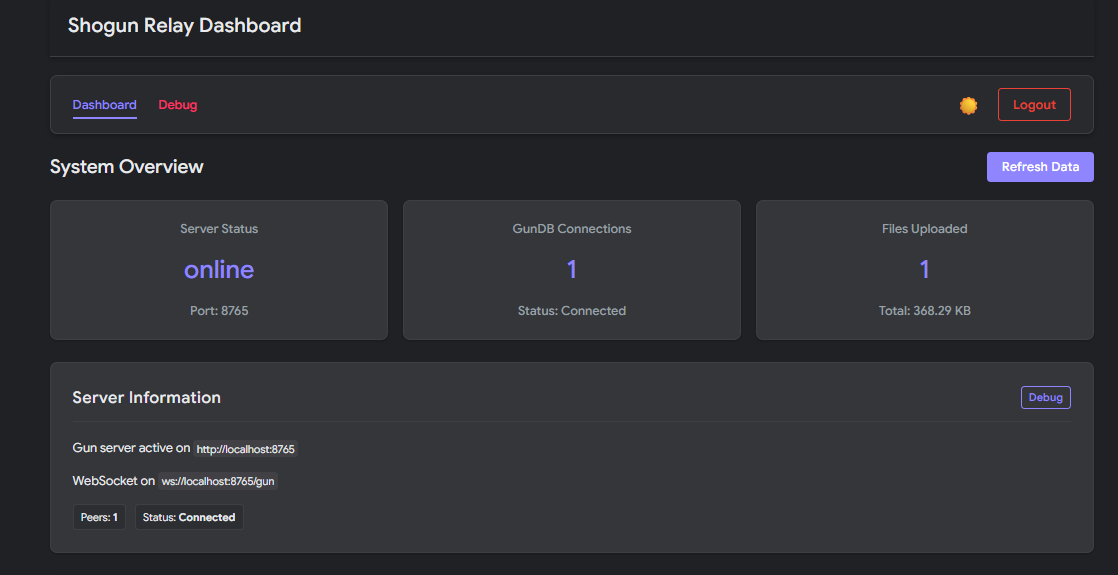 Shogun Relay Dashboard
Dashboard Debug Logout
System Overview Refresh Data
Server Status GunDB Connections Files Uploaded
online 1 1
Port: 8765 Status: Connected Total: 368.29 KB
Server Information Debug
Gun server active on http://localhost:8765
WebSocket on ws://localhost:8765/gun
Peers: 1 Status: Connected